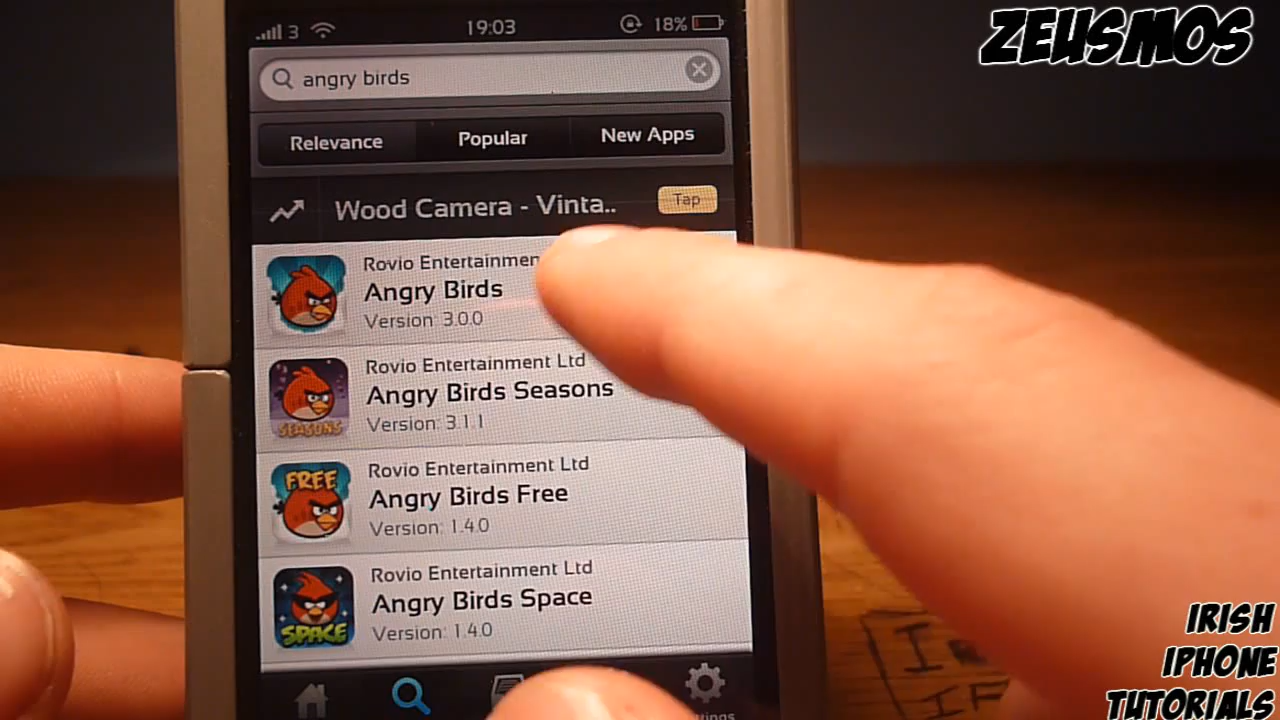 ZEUSMOS
3 19:03 18%
angry birds
Relevance Popular New Apps
Wood Camera - Vinta.. Tap
Rovio Entertainmen
Angry Birds
Version: 3.0.0
Rovio Entertainment Ltd
Angry Birds Seasons
Version: 3.1.1
SEASONS
FREE
Rovio Entertainment Ltd
Angry Birds Free
Version: 1.4.0
Rovio Entertainment Ltd
Angry Birds Space
Version: 1.4.0
SPACE
IRISH
IPHONE
TUTORIALS